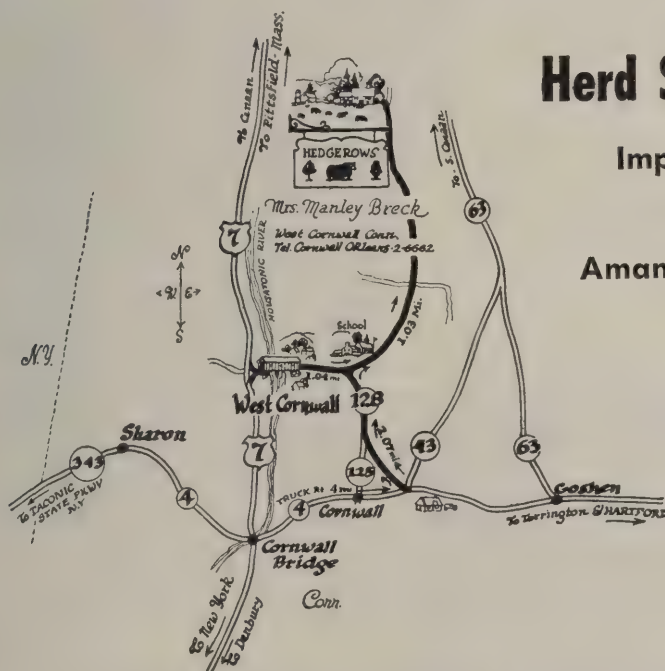 Herd S
Imp
Aman
To Canaan
To Pittsfield - Mass.
HEDGEROWS
Mrs. Manley Breck
West Cornwall Conn.
Tel. Cornwall ORleans-2-6662
To S. Canaan
63
7
HOUSATONIC RIVER
N
W E
S
N.Y.
School
1.03 Mi.
1.04 mi
West Cornwall
128
2.07 mi.
43
63
Sharon
343
To TACONIC
STATE PKWY
N.Y.
4
7
125
TRUCK Rt 4
4
Cornwall
Goshen
To Torrington & HARTFORD
Cornwall
Bridge
Conn.
To New York
To Danbury